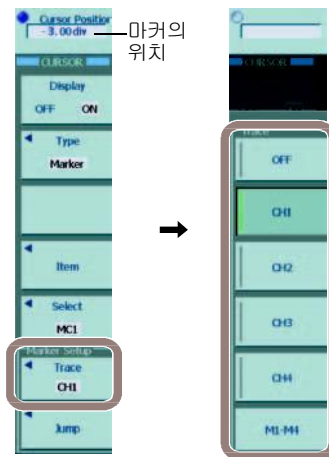 Cursor Position
-3.00div
마커의
위치
CURSOR
Display
OFF ON
Type
Marker
Item
Select
MC1
Marker Setup
Trace
CH1
Jump
CURSOR
Trace
OFF
CH1
CH2
CH3
CH4
M1-M4